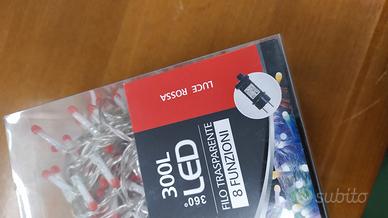 LUCE ROSSA
300L
LED
360°
FILO TRASPARENTE
8 FUNZIONI
subito